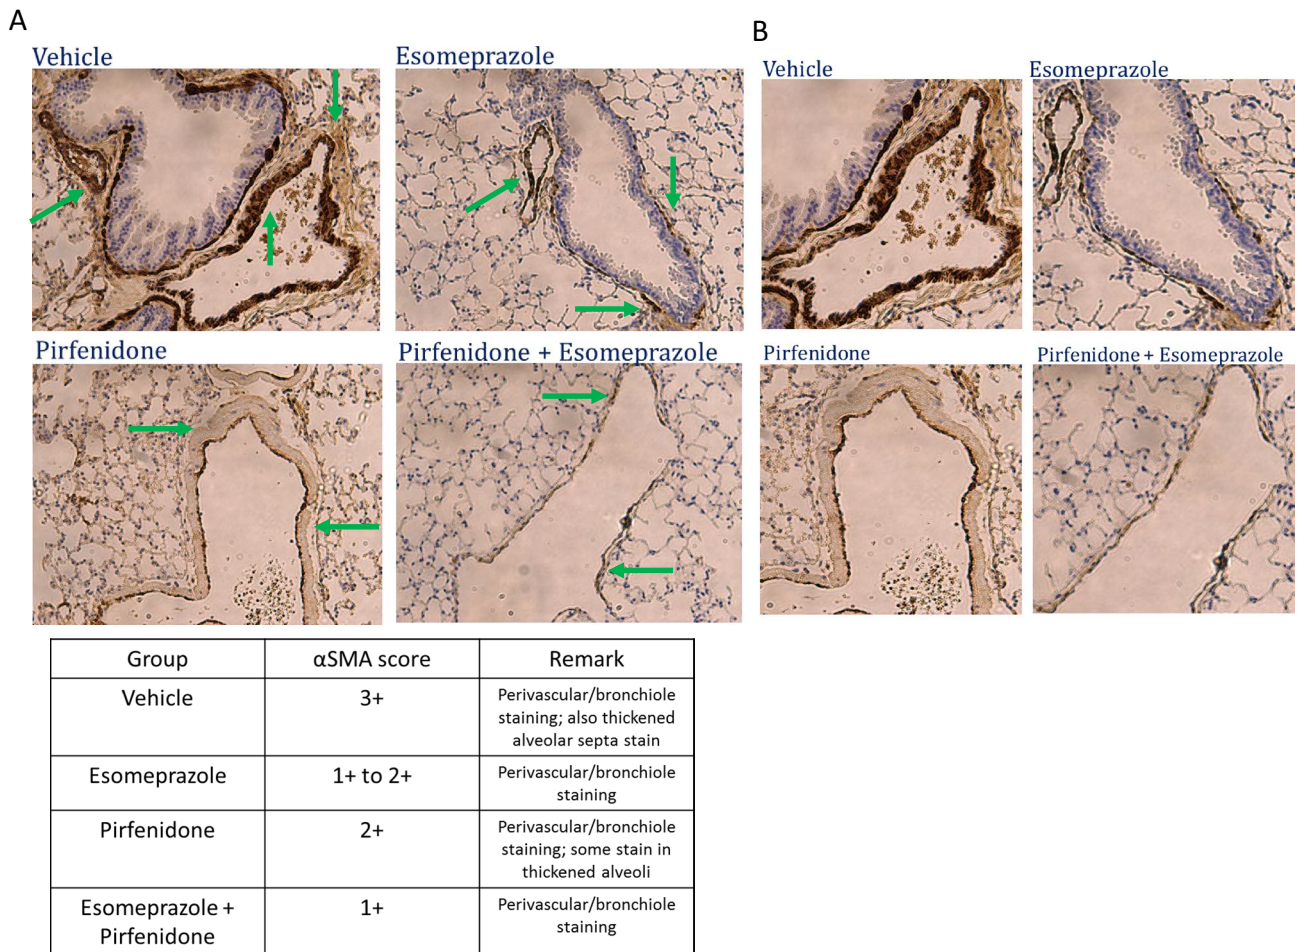 A
B
Vehicle
Esomeprazole
Vehicle
Esomeprazole
Pirfenidone
Pirfenidone + Esomeprazole
Pirfenidone
Pirfenidone + Esomeprazole
Group
αSMA score
Remark
Vehicle
3+
Perivascular/bronchiole
staining; also thickened
alveolar septa stain
Esomeprazole
1+ to 2+
Perivascular/bronchiole
staining
Pirfenidone
2+
Perivascular/bronchiole
staining; some stain in
thickened alveoli
Esomeprazole +
Pirfenidone
1+
Perivascular/bronchiole
staining